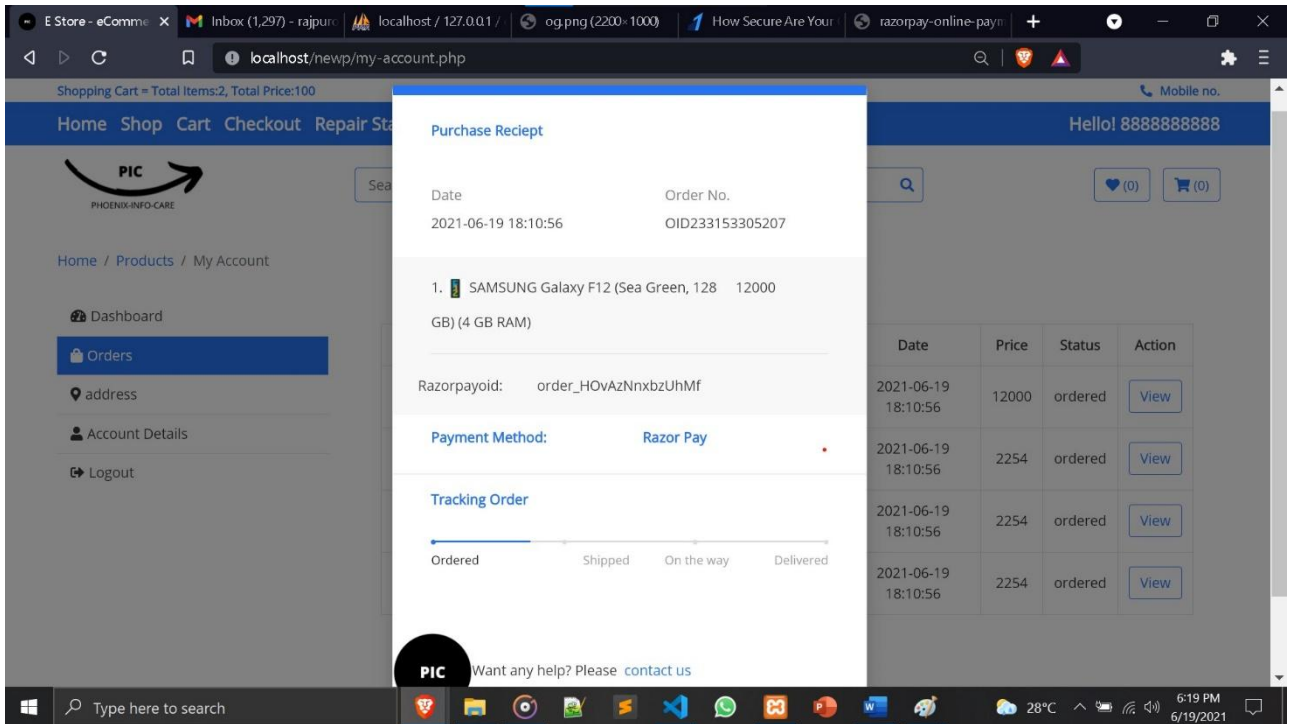 E Store - eComme
Inbox (1,297) - rajpuro
localhost / 127.0.0.1 /
og.png (2200×1000)
How Secure Are Your
razorpay-online-paym
localhost/newp/my-account.php
Shopping Cart = Total Items:2, Total Price:100
Mobile no.
Home Shop Cart Checkout Repair Sta
Hello! 8888888888
PIC
PHOENIX-INFO-CARE
Sea
(0)
(0)
Home / Products / My Account
Dashboard
Orders
address
Account Details
Logout
Purchase Reciept
Date Order No.
2021-06-19 18:10:56 OID233153305207
1. SAMSUNG Galaxy F12 (Sea Green, 128 12000
GB) (4 GB RAM)
Razorpayoid: order_HOvAzNnxbzUhMf
Payment Method: Razor Pay
Tracking Order
Ordered Shipped On the way Delivered
PIC
Want any help? Please contact us
Date Price Status Action
2021-06-19
18:10:56 12000 ordered View
2021-06-19
18:10:56 2254 ordered View
2021-06-19
18:10:56 2254 ordered View
2021-06-19
18:10:56 2254 ordered View
Type here to search
28°C
6:19 PM
6/19/2021